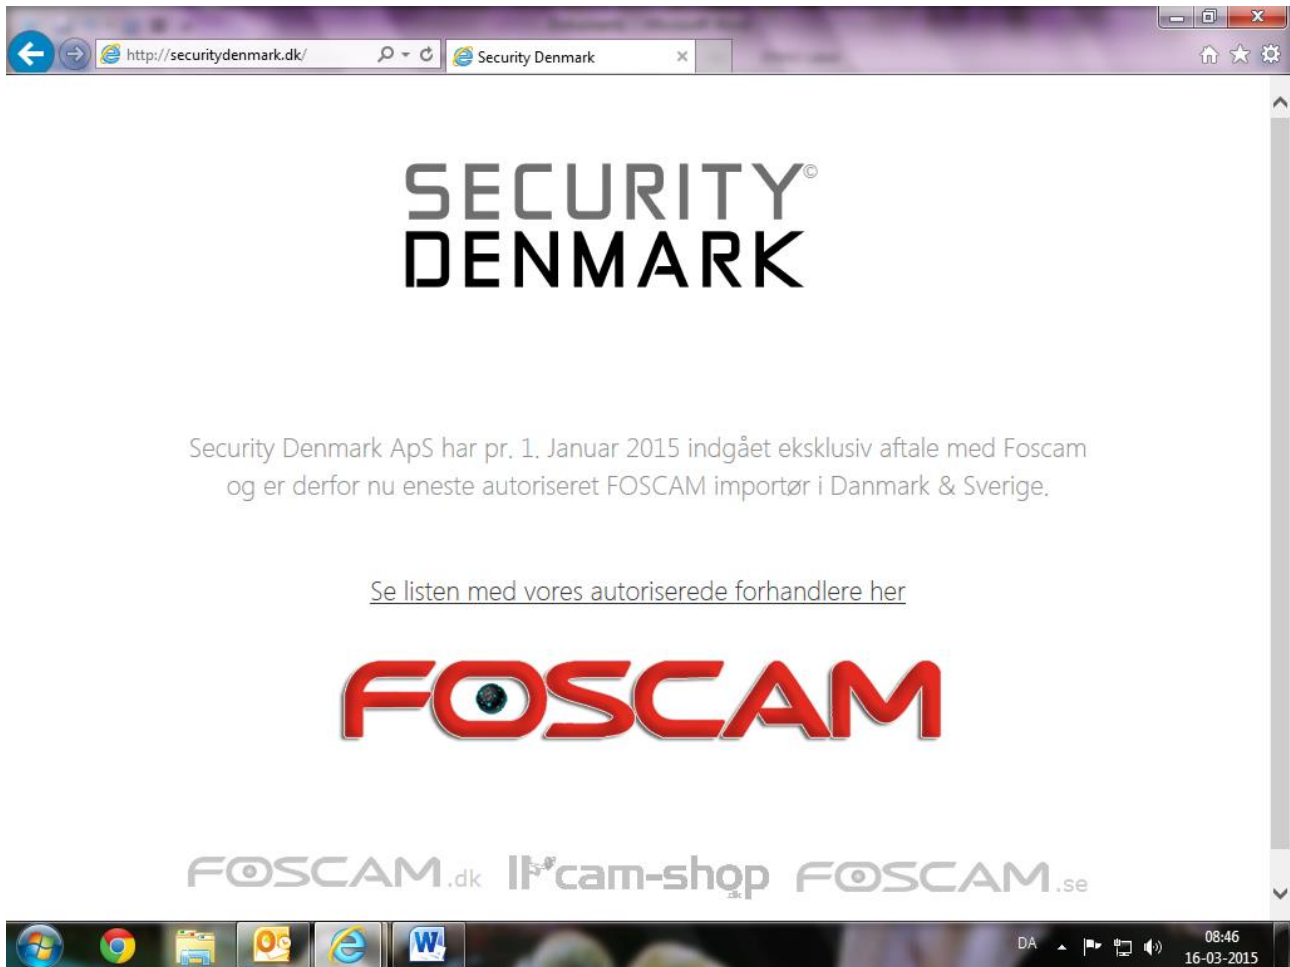 http://securitydenmark.dk/
Security Denmark
SECURITY©
DENMARK
Security Denmark ApS har pr. 1. Januar 2015 indgået eksklusiv aftale med Foscam
og er derfor nu eneste autoriseret FOSCAM importør i Danmark & Sverige.
Se listen med vores autoriserede forhandlere her
FOSCAM
FOSCAM.dk IPcam-shop FOSCAM.se
DA
08:46
16-03-2015